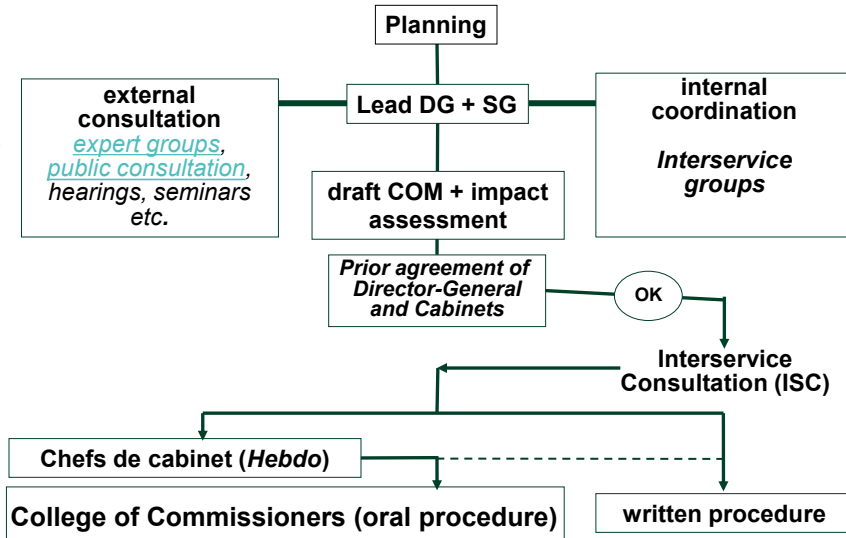 Planning
external
consultation
expert groups,
public consultation,
hearings, seminars
etc.
Lead DG + SG
internal
coordination
Interservice
groups
draft COM + impact
assessment
Prior agreement of
Director-General
and Cabinets
OK
Interservice
Consultation (ISC)
Chefs de cabinet (Hebdo)
College of Commissioners (oral procedure)
written procedure